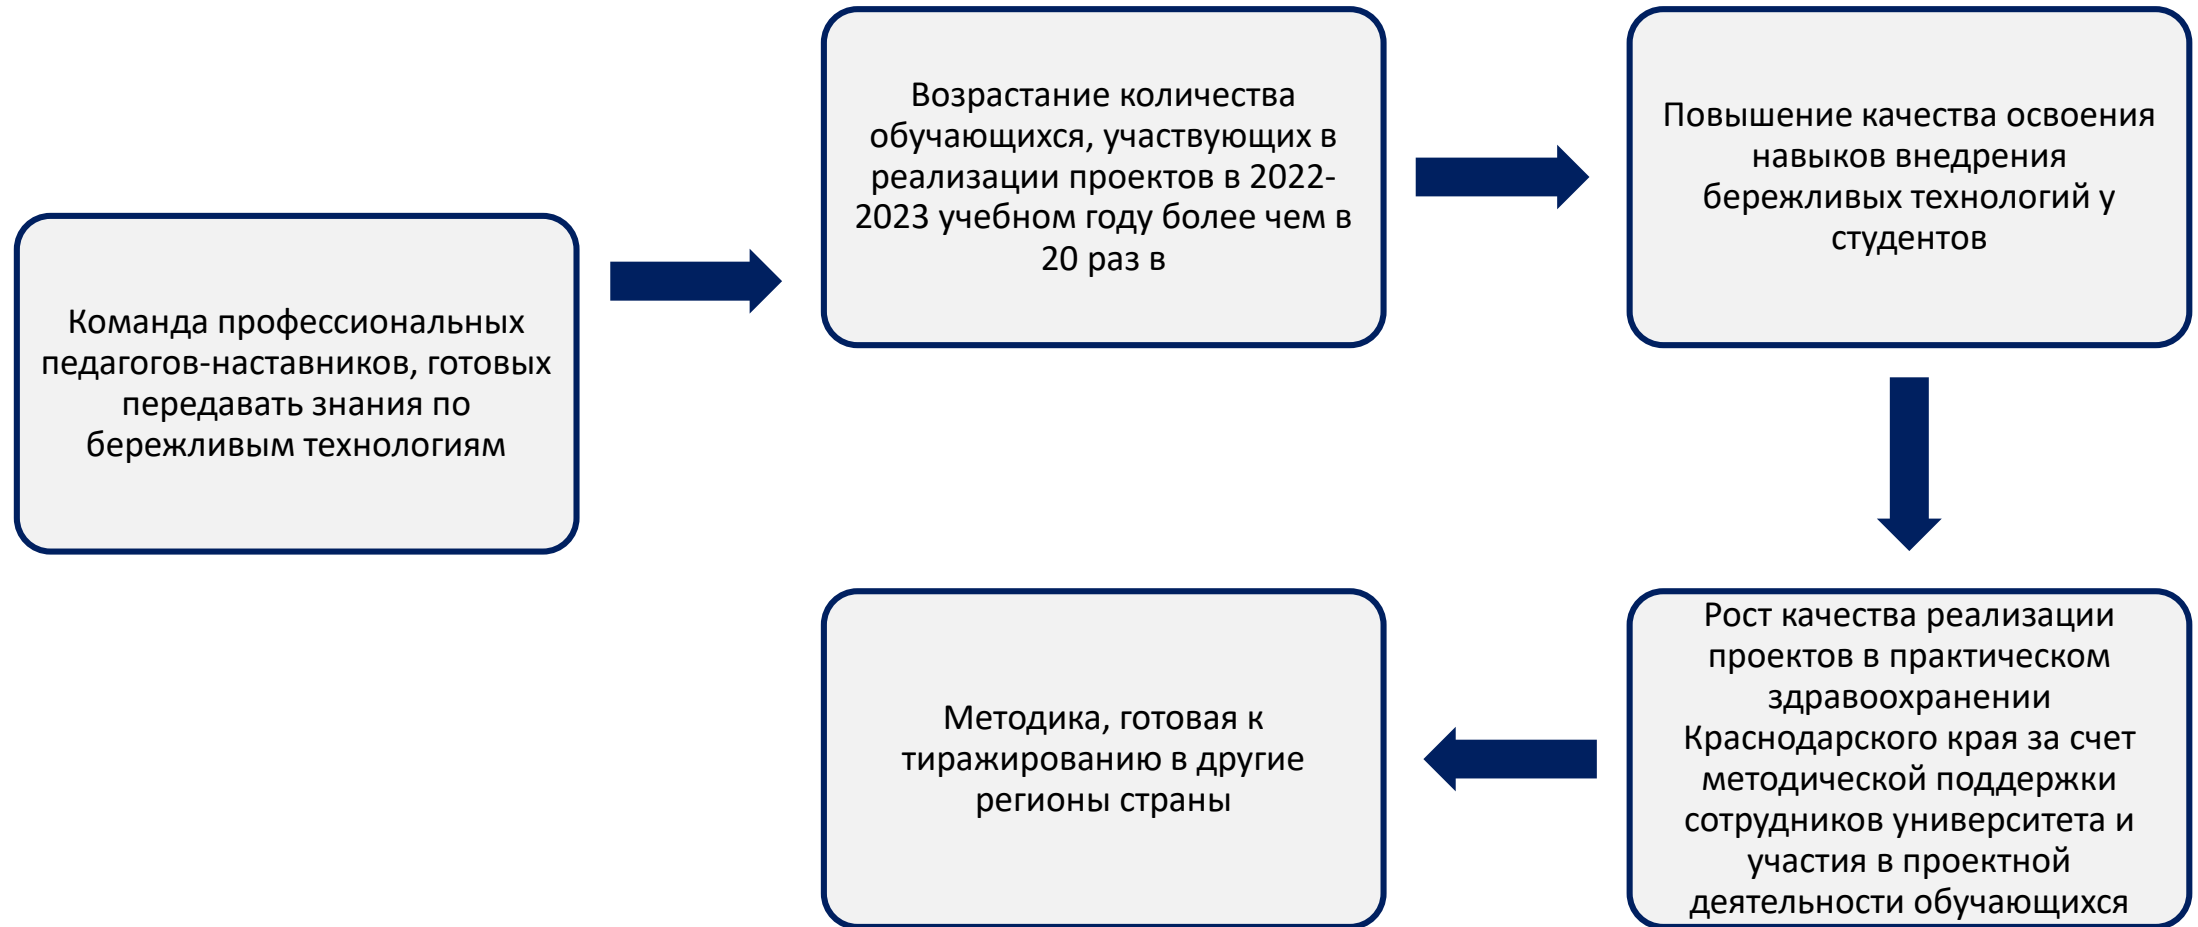 Команда профессиональных
педагогов-наставников, готовых
передавать знания по
бережливым технологиям
Возрастание количества
обучающихся, участвующих в
реализации проектов в 2022-
2023 учебном году более чем в
20 раз в
Повышение качества освоения
навыков внедрения
бережливых технологий у
студентов
Рост качества реализации
проектов в практическом
здравоохранении
Краснодарского края за счет
методической поддержки
сотрудников университета и
участия в проектной
деятельности обучающихся
Методика, готовая к
тиражированию в другие
регионы страны